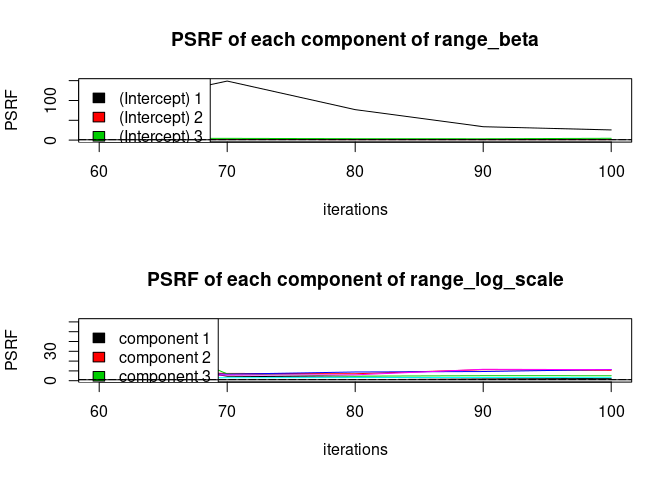 PSRF of each component of range_beta
PSRF
0 100
(Intercept) 1
(Intercept) 2
(Intercept) 3
60 70 80 90 100
iterations
PSRF of each component of range_log_scale
PSRF
0 30
component 1
component 2
component 3
60 70 80 90 100
iterations